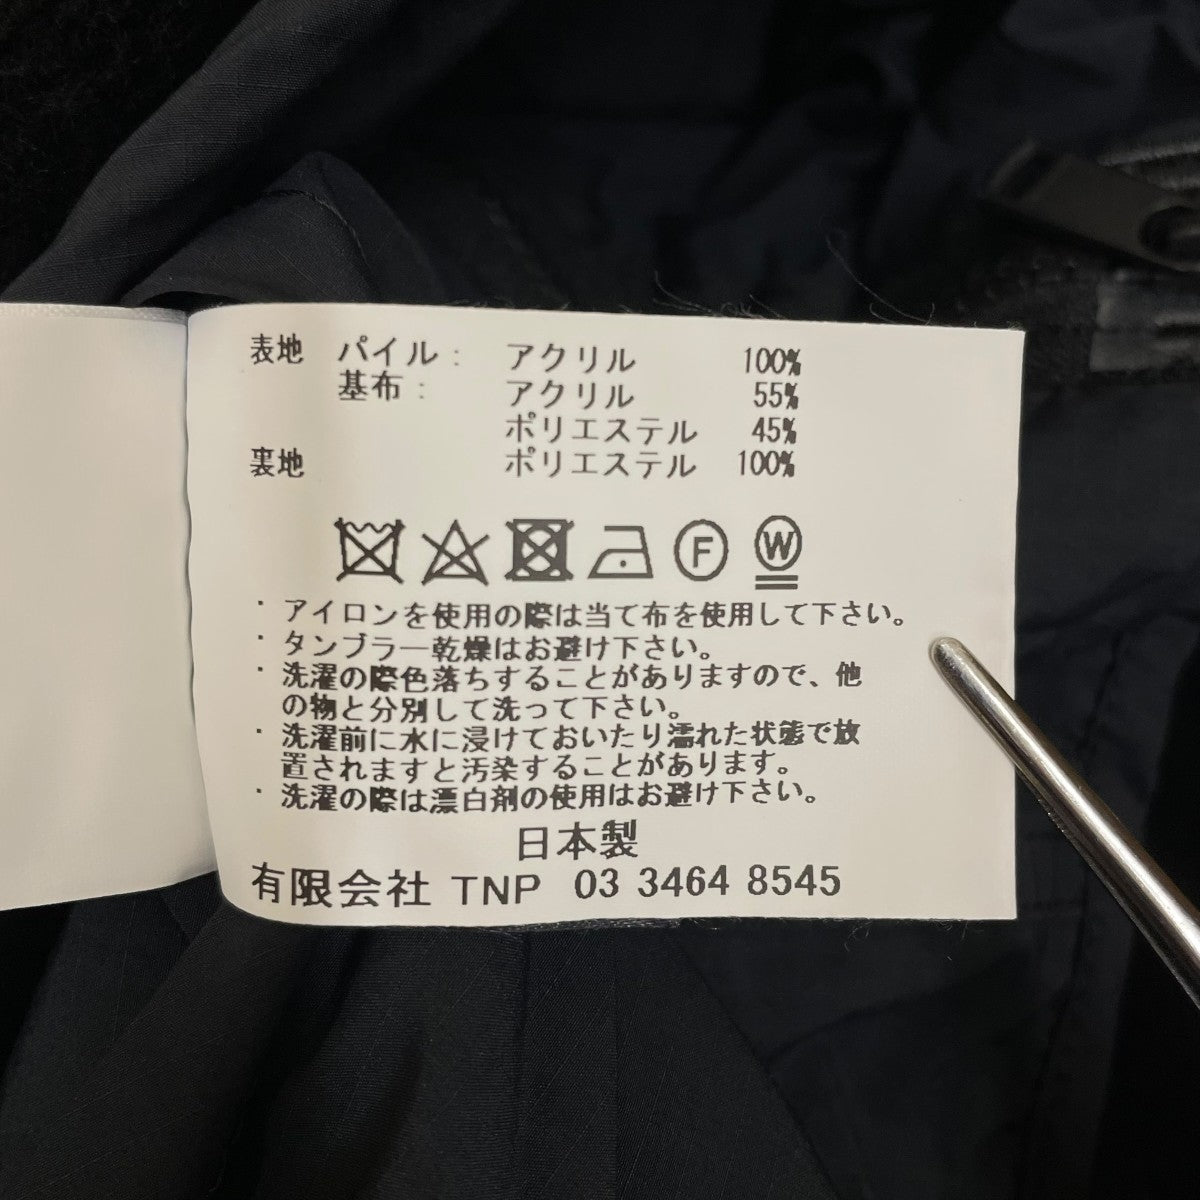 表地 パイル: アクリル 100%
基布: アクリル 55%
ポリエステル 45%
裏地 ポリエステル 100%
F W
・アイロンを使用の際は当て布を使用して下さい。
・タンブラー乾燥はお避け下さい。
・洗濯の際色落ちすることがありますので、他
の物と分別して洗って下さい。
・洗濯前に水に浸けておいたり濡れた状態で放
置されますと汚染することがあります。
・洗濯の際は漂白剤の使用はお避け下さい。
日本製
有限会社 TNP 03 3464 8545